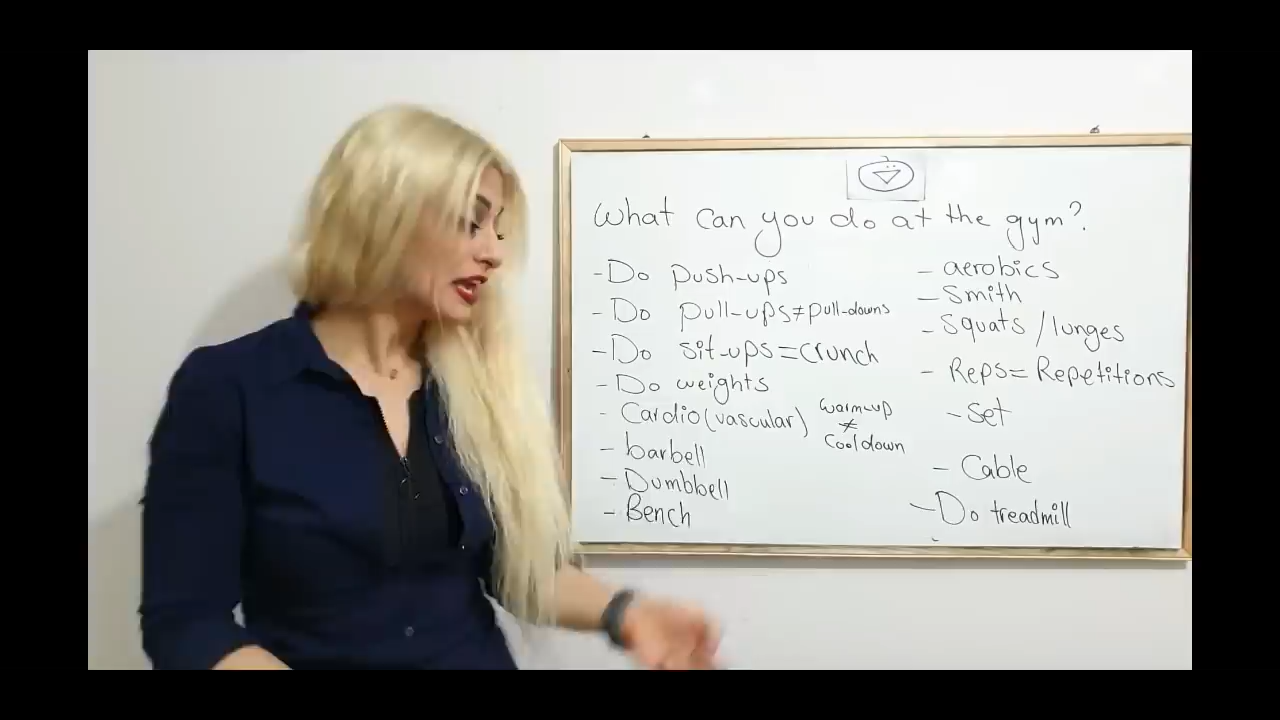 What can you do at the gym?
- Do push-ups
- Do pull-ups≠pull-downs
- Do sit-ups=crunch
- Do weights
- Cardio(vascular)
warm-up
≠
Cool down
- barbell
- Dumbbell
- Bench
- aerobics
- Smith
- Squats / lunges
- Reps= Repetitions
- Set
- Cable
- Do treadmill